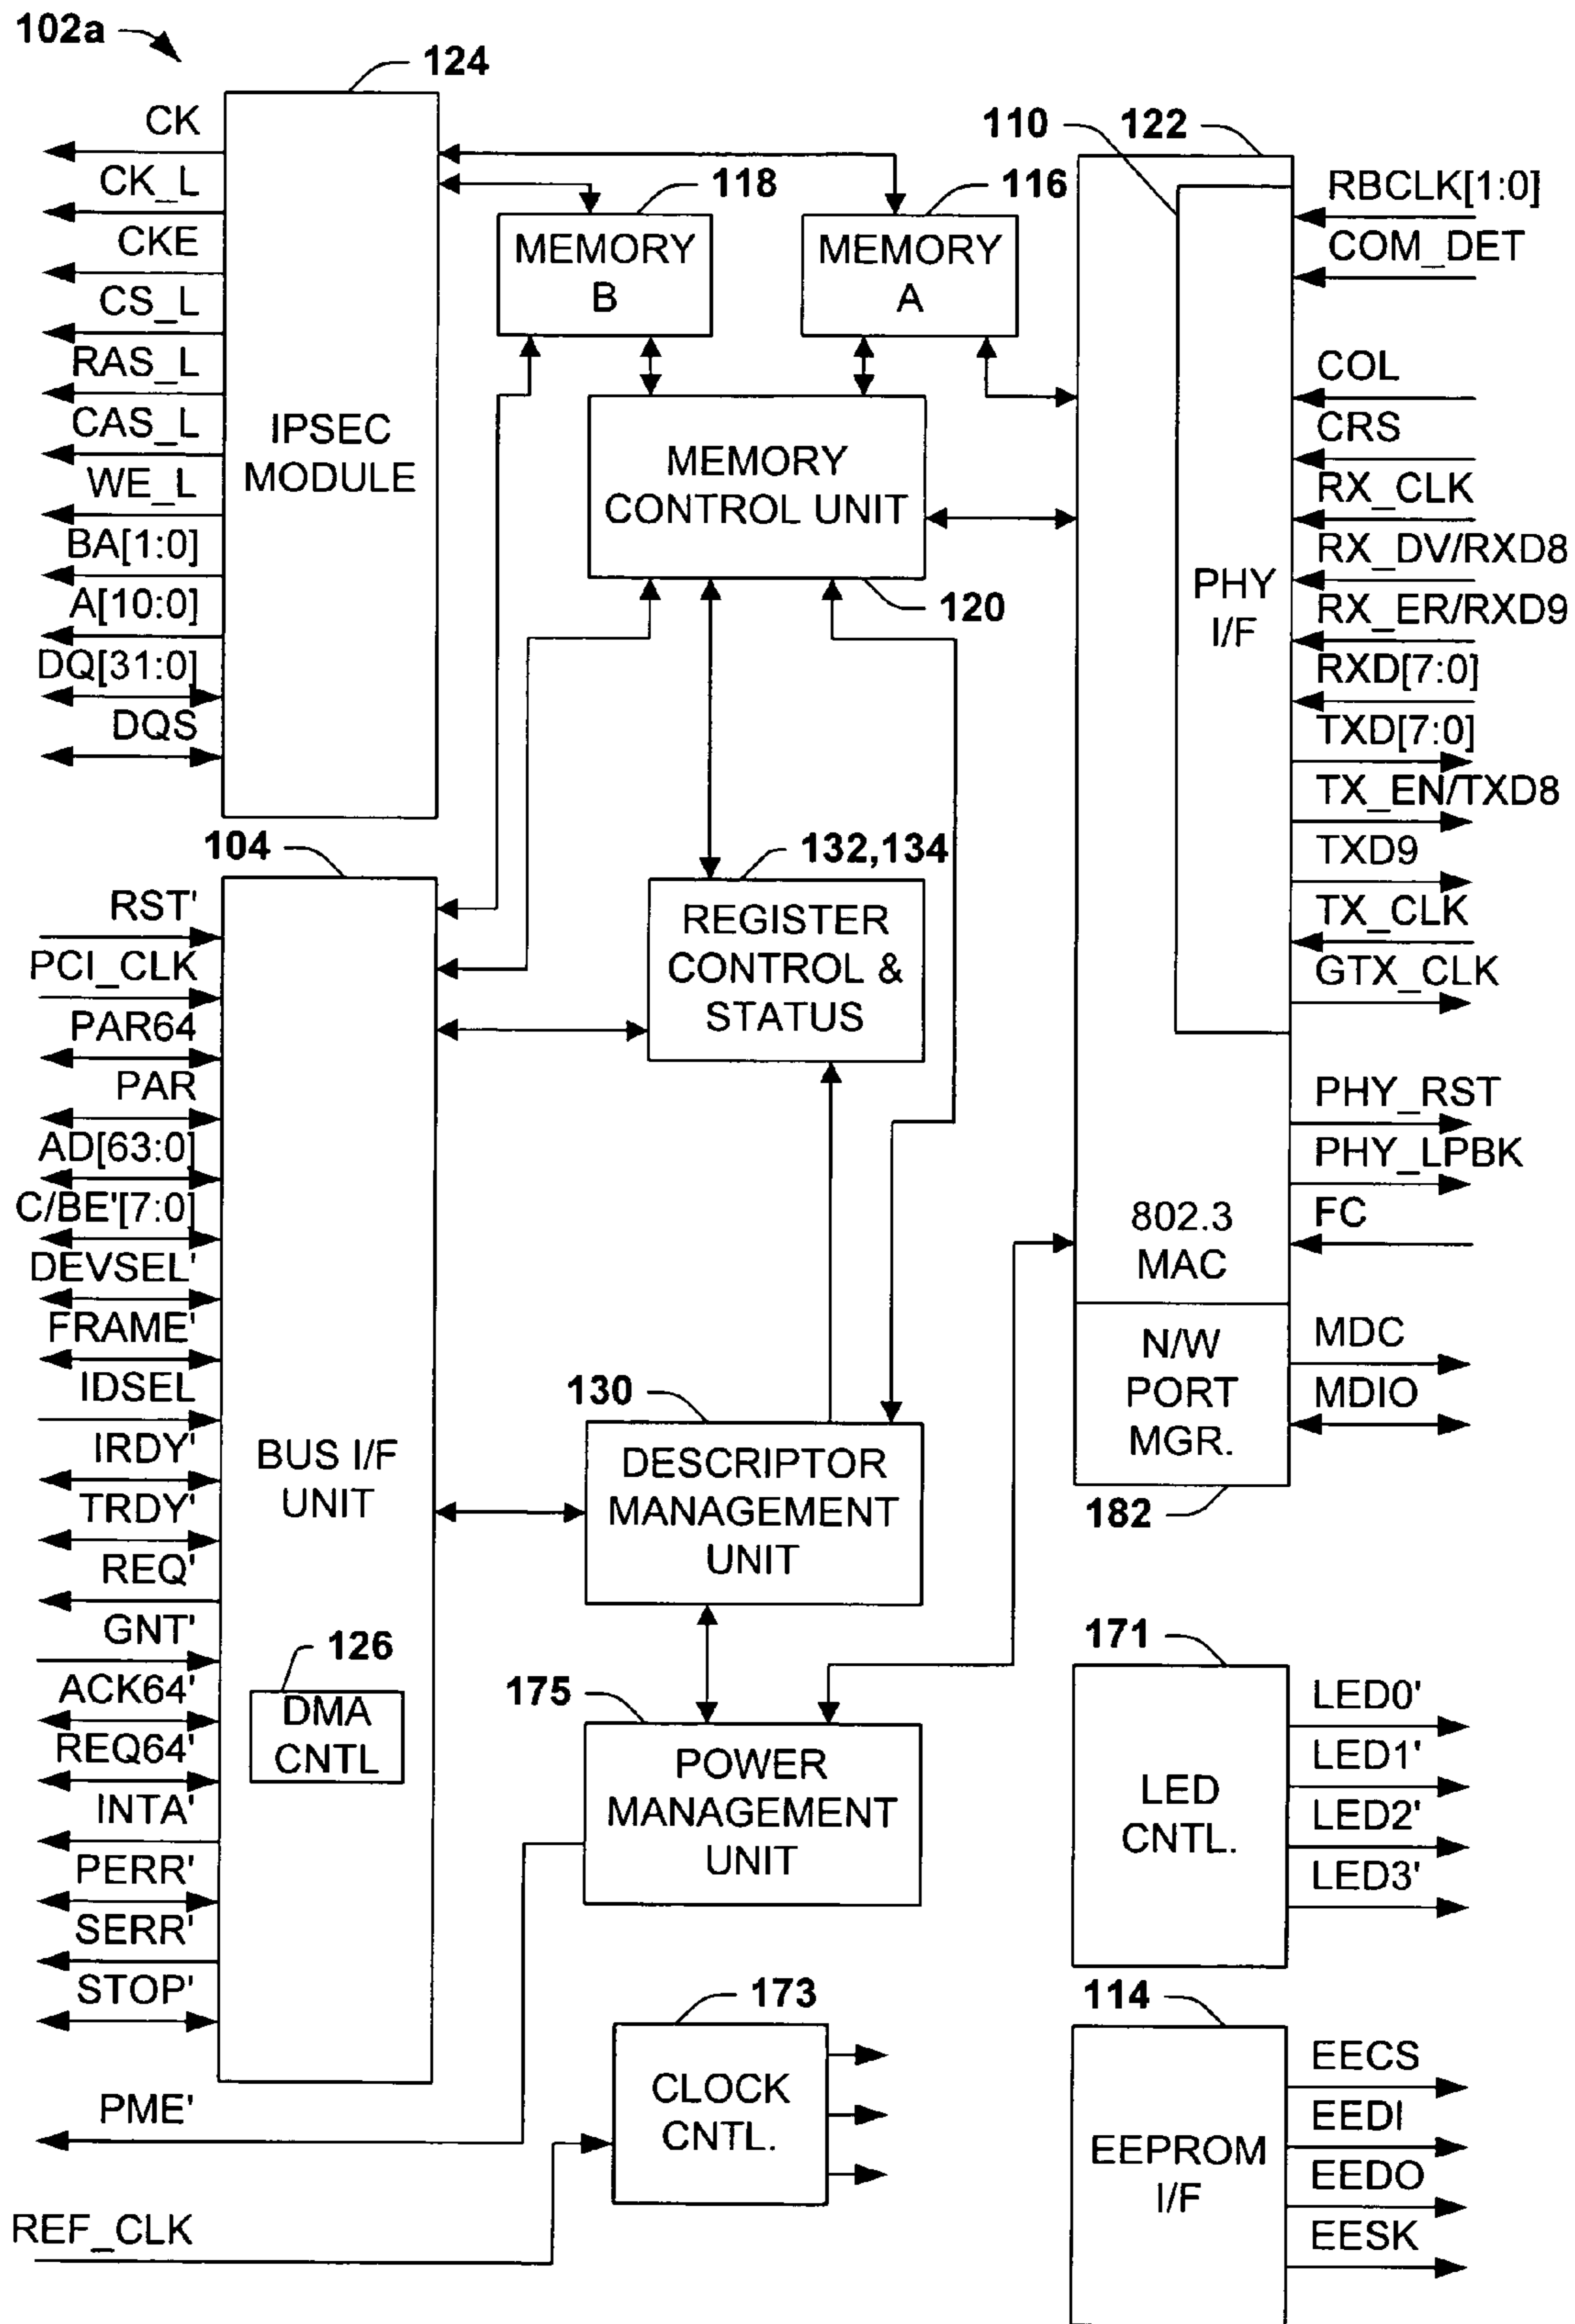 102a
124
CK
CK_L
CKE
CS_L
RAS_L
CAS_L
WE_L
BA[1:0]
A[10:0]
DQ[31:0]
DQS
IPSEC
MODULE
118
MEMORY
B
116
MEMORY
A
MEMORY
CONTROL UNIT
120
110
122
PHY
I/F
RBCLK[1:0]
COM_DET
COL
CRS
RX_CLK
RX_DV/RXD8
RX_ER/RXD9
RXD[7:0]
TXD[7:0]
TX_EN/TXD8
TXD9
TX_CLK
GTX_CLK
PHY_RST
PHY_LPBK
FC
802.3
MAC
N/W
PORT
MGR.
182
MDC
MDIO
104
RST'
PCI_CLK
PAR64
PAR
AD[63:0]
C/BE'[7:0]
DEVSEL'
FRAME'
IDSEL
IRDY'
TRDY'
REQ'
GNT'
ACK64'
REQ64'
INTA'
PERR'
SERR'
STOP'
BUS I/F
UNIT
126
DMA
CNTL
132,134
REGISTER
CONTROL &
STATUS
130
DESCRIPTOR
MANAGEMENT
UNIT
175
POWER
MANAGEMENT
UNIT
171
LED
CNTL.
LED0'
LED1'
LED2'
LED3'
PME'
REF_CLK
173
CLOCK
CNTL.
114
EEPROM
I/F
EECS
EEDI
EEDO
EESK